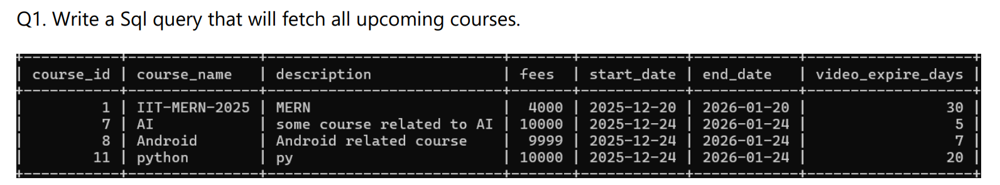 Q1. Write a Sql query that will fetch all upcoming courses.
+-----------+---------------+---------------------------+-------+------------+------------+-------------------+
| course_id | course_name   | description               | fees  | start_date | end_date   | video_expire_days |
+-----------+---------------+---------------------------+-------+------------+------------+-------------------+
|         1 | IIT-MERN-2025 | MERN                      |  4000 | 2025-12-20 | 2026-01-20 |                30 |
|         7 | AI            | some course related to AI | 10000 | 2025-12-24 | 2026-01-24 |                 5 |
|         8 | Android       | Android related course    |  9999 | 2025-12-24 | 2026-01-24 |                 7 |
|        11 | python        | py                        | 10000 | 2025-12-24 | 2026-01-24 |                20 |
+-----------+---------------+---------------------------+-------+------------+------------+-------------------+